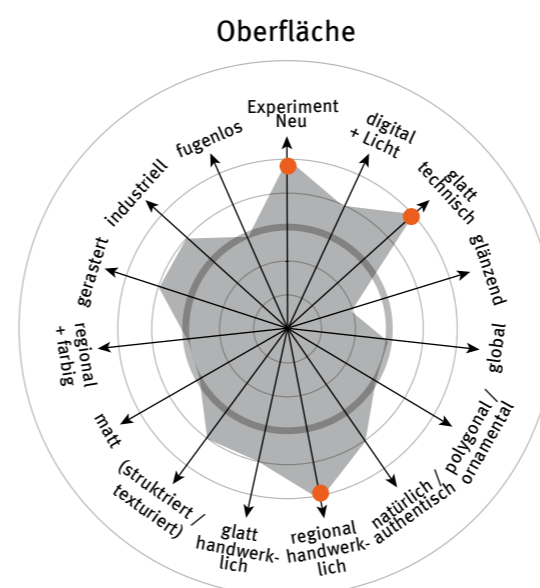 Oberfläche
Experiment
Neu
digital
+ Licht
glatt
technisch
glänzend
global
polygonal /
ornamental
natürlich /
authentisch
regional
handwerk-
lich
glatt
handwerk-
lich
(struktriert /
texturiert)
matt
regional
+ farbig
gerastert
industriell
fugenlos